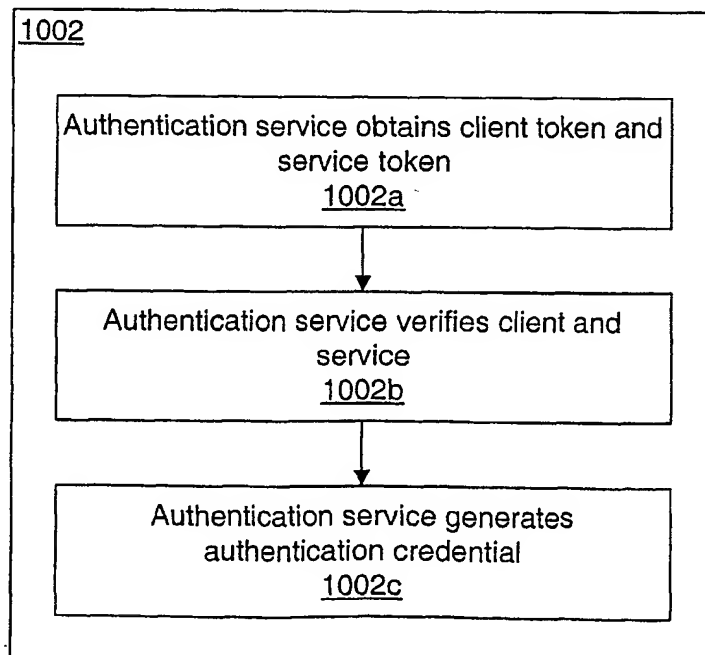 1002
Authentication service obtains client token and
service token
1002a
Authentication service verifies client and
service
1002b
Authentication service generates
authentication credential
1002c